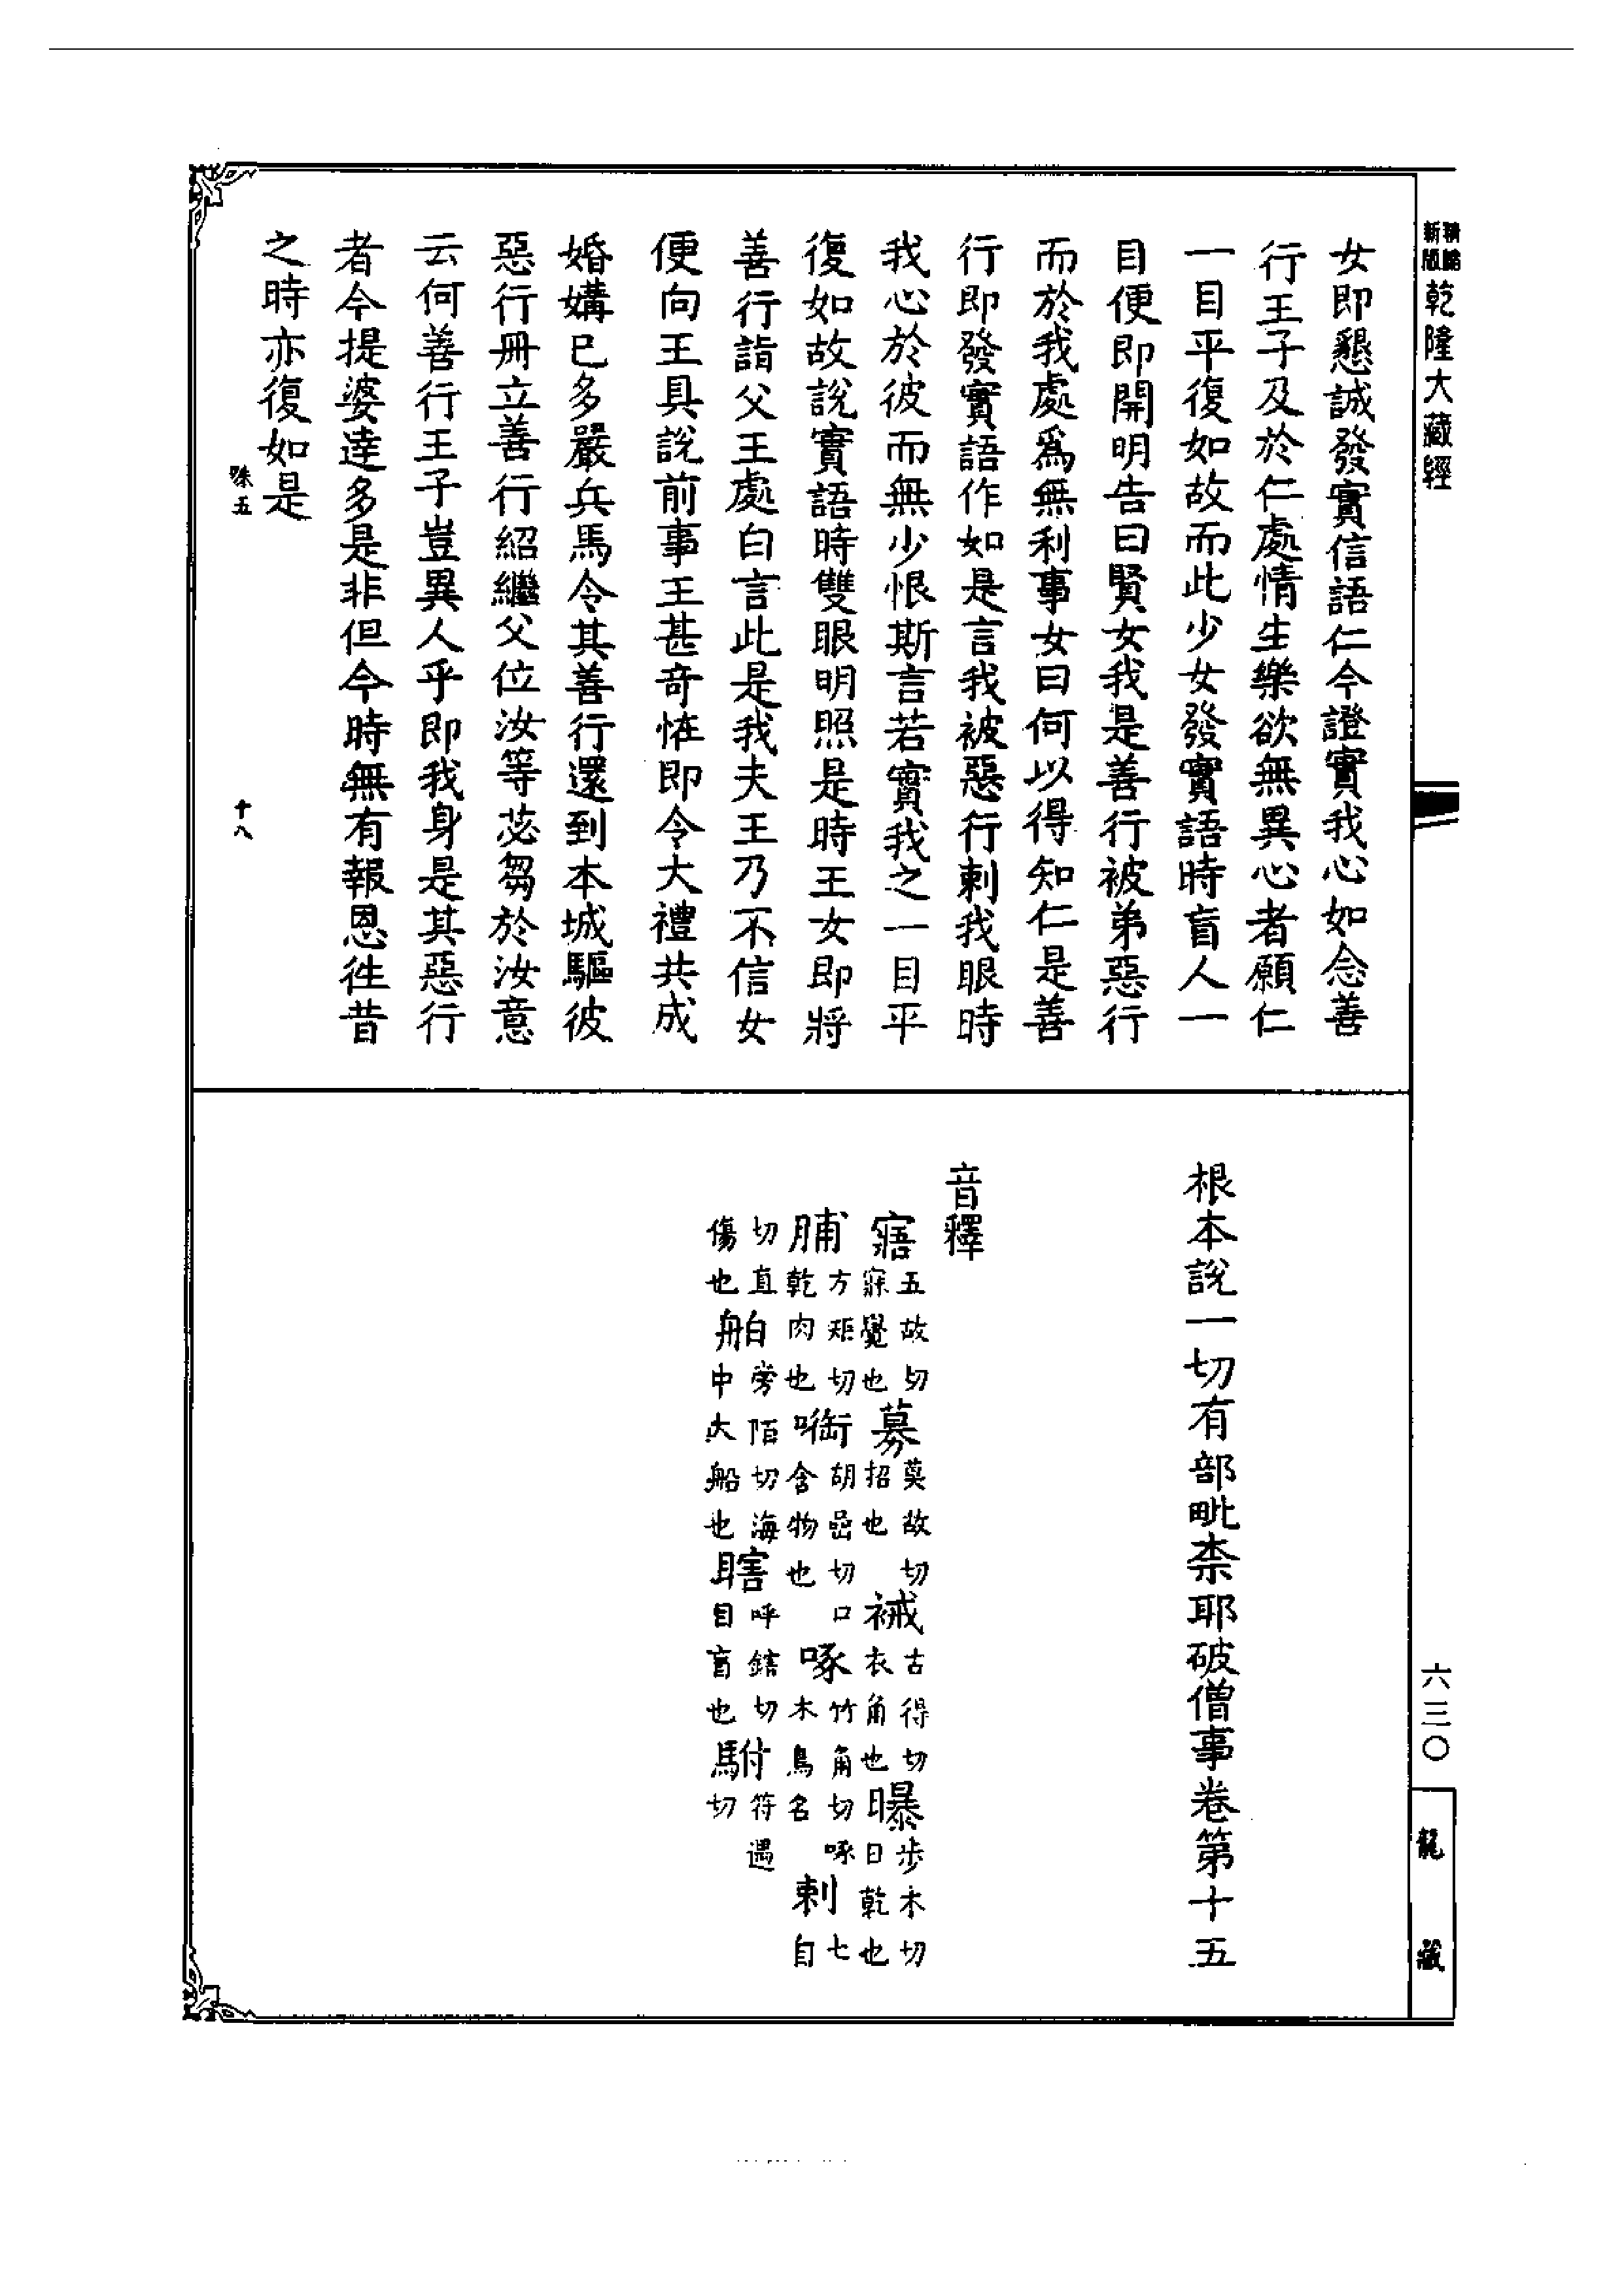 新版
乾隆大藏經
女即懇誠發實信語仁今證實我心如念善
行王子及於仁處情生樂欲無異心者願仁
一目平復如故而此少女發實語時盲人一
目便即開明告曰賢女我是善行被弟惡行
而於我處爲無利事女曰何以得知仁是善
行即發實語作如是言我被惡行剌我眼時
我心於彼而無少恨斯言若實我之一目平
復如故說實語時雙眼明照是時王女即將
善行詣父王處白言此是我夫王乃不信女
便向王具說前事王甚奇恠即令大禮共成
婚媾已多嚴兵馬令其善行還到本城驅彼
惡行冊立善行紹繼父位汝等苾芻於汝意
云何善行王子豈異人乎即我身是其惡行
者今提婆達多是非但今時無有報恩徃昔
之時亦復如是
殊五
十八
根本說一切有部毗柰耶破僧事卷第十五
音釋
寤五故切寐覺也募莫故切招也裓古得切衣角也曝步木切日乾也
脯方矩切乾肉也㗸胡嵒切口含物也啄竹角切啄木鳥名剌七自
切直傷也舶旁陌切海中大船也瞎呼鎋切目盲也駙符遇切
六三〇
龍藏